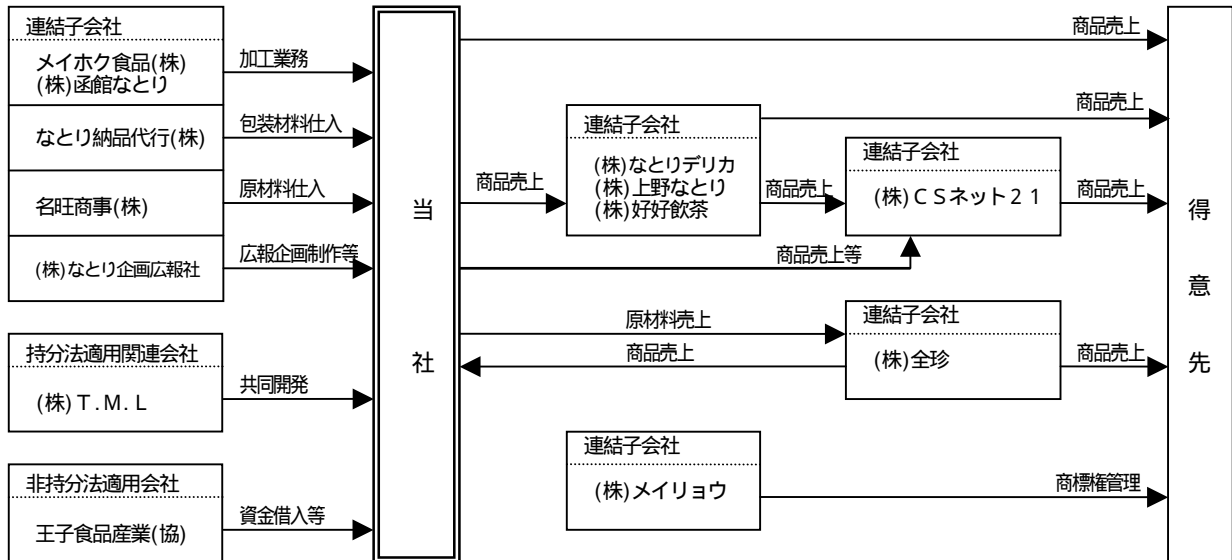 連結子会社
メイホク食品(株)
(株)函館なとり
加工業務
なとり納品代行(株)
包装材料仕入
名旺商事(株)
原材料仕入
(株)なとり企画広報社
広報企画制作等
持分法適用関連会社
(株)T.M.L
共同開発
非持分法適用会社
王子食品産業(協)
資金借入等
当
社
商品売上
商品売上
連結子会社
(株)なとりデリカ
(株)上野なとり
(株)好好飲茶
商品売上
商品売上
連結子会社
(株)CSネット21
商品売上
商品売上等
原材料売上
商品売上
連結子会社
(株)全珍
商品売上
連結子会社
(株)メイリョウ
商標権管理
得
意
先